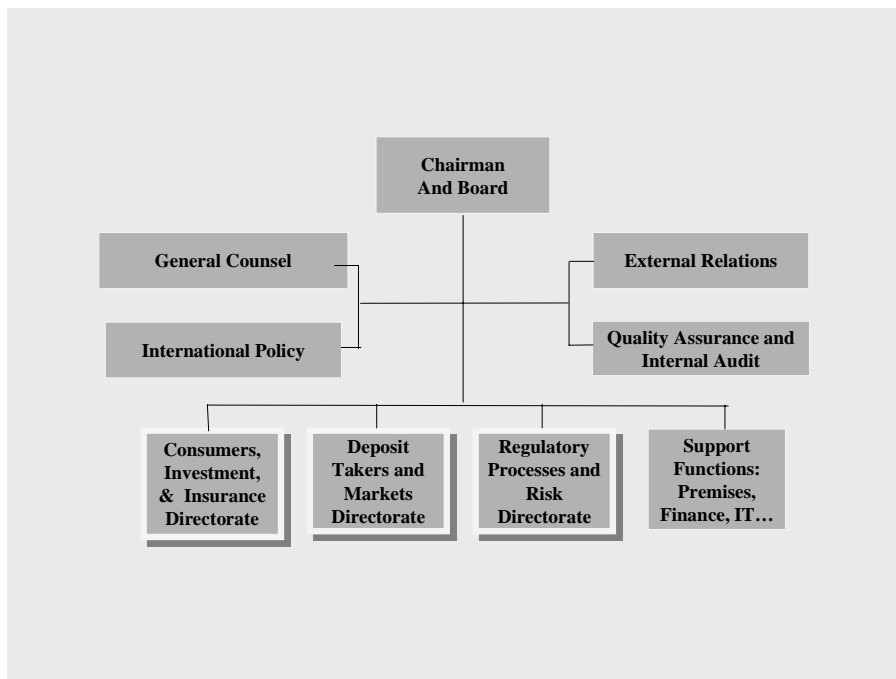 Chairman
And Board
General Counsel
External Relations
International Policy
Quality Assurance and
Internal Audit
Consumers,
Investment,
& Insurance
Directorate
Deposit
Takers and
Markets
Directorate
Regulatory
Processes and
Risk
Directorate
Support
Functions:
Premises,
Finance, IT…